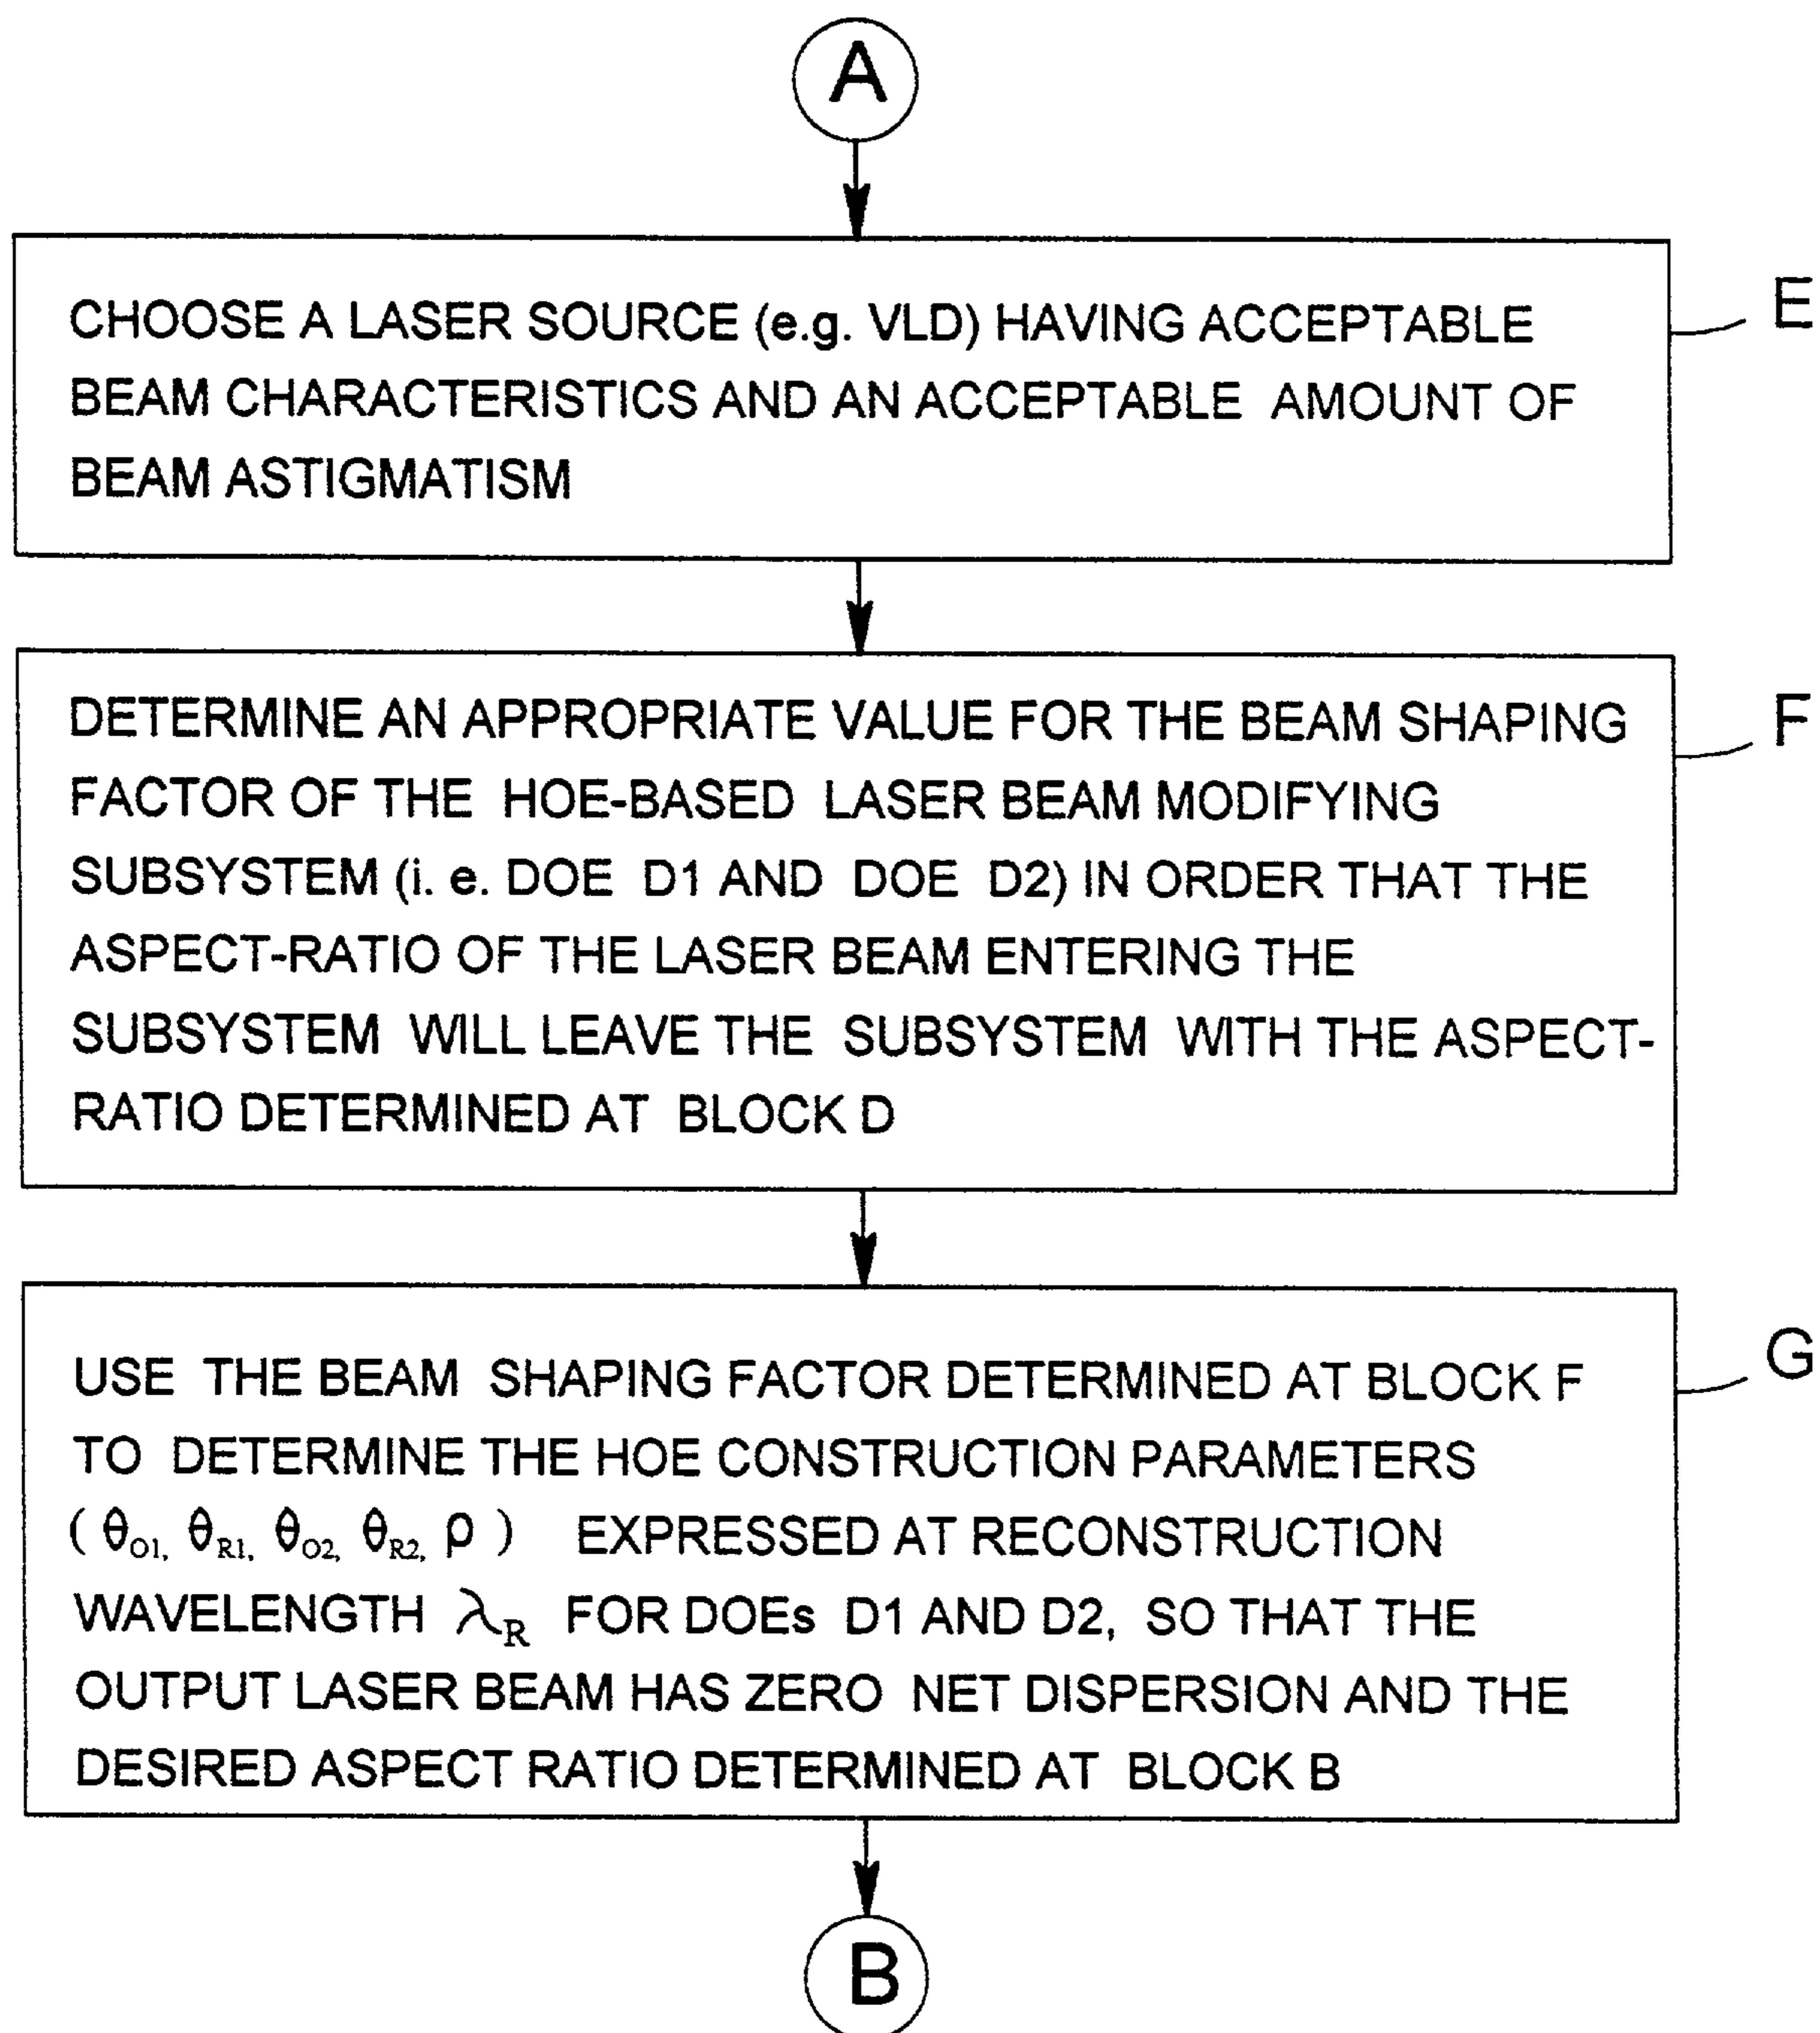 A
CHOOSE A LASER SOURCE (e.g. VLD) HAVING ACCEPTABLE
E
BEAM CHARACTERISTICS AND AN ACCEPTABLE AMOUNT OF
BEAM ASTIGMATISM
DETERMINE AN APPROPRIATE VALUE FOR THE BEAM SHAPING
F
FACTOR OF THE HOE-BASED LASER BEAM MODIFYING
SUBSYSTEM (i. e. DOE D1 AND DOE D2) IN ORDER THAT THE
ASPECT-RATIO OF THE LASER BEAM ENTERING THE
SUBSYSTEM WILL LEAVE THE SUBSYSTEM WITH THE ASPECT-
RATIO DETERMINED AT BLOCK D
USE THE BEAM SHAPING FACTOR DETERMINED AT BLOCK F
G
TO DETERMINE THE HOE CONSTRUCTION PARAMETERS
( θO1, θR1, θO2, θR2, ρ ) EXPRESSED AT RECONSTRUCTION
WAVELENGTH λR FOR DOEs D1 AND D2, SO THAT THE
OUTPUT LASER BEAM HAS ZERO NET DISPERSION AND THE
DESIRED ASPECT RATIO DETERMINED AT BLOCK B
B